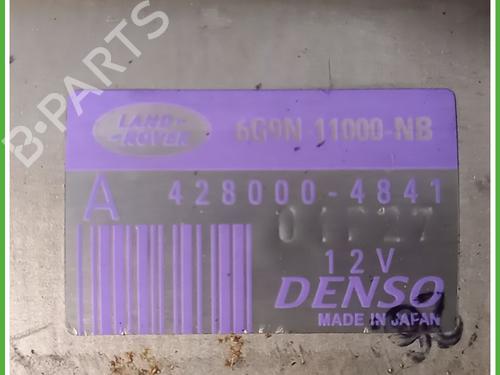 B-PARTS
LAND-
-ROVER
6G9N 11000-NB
A
428000-4841
12V
DENSO
MADE IN JAPAN